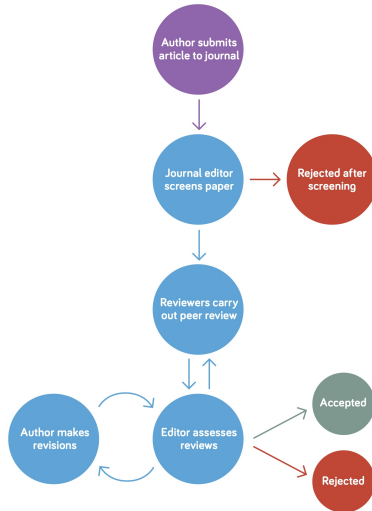 Author submits
article to journal
Journal editor
screens paper
Rejected after
screening
Reviewers carry
out peer review
Author makes
revisions
Editor assesses
reviews
Accepted
Rejected